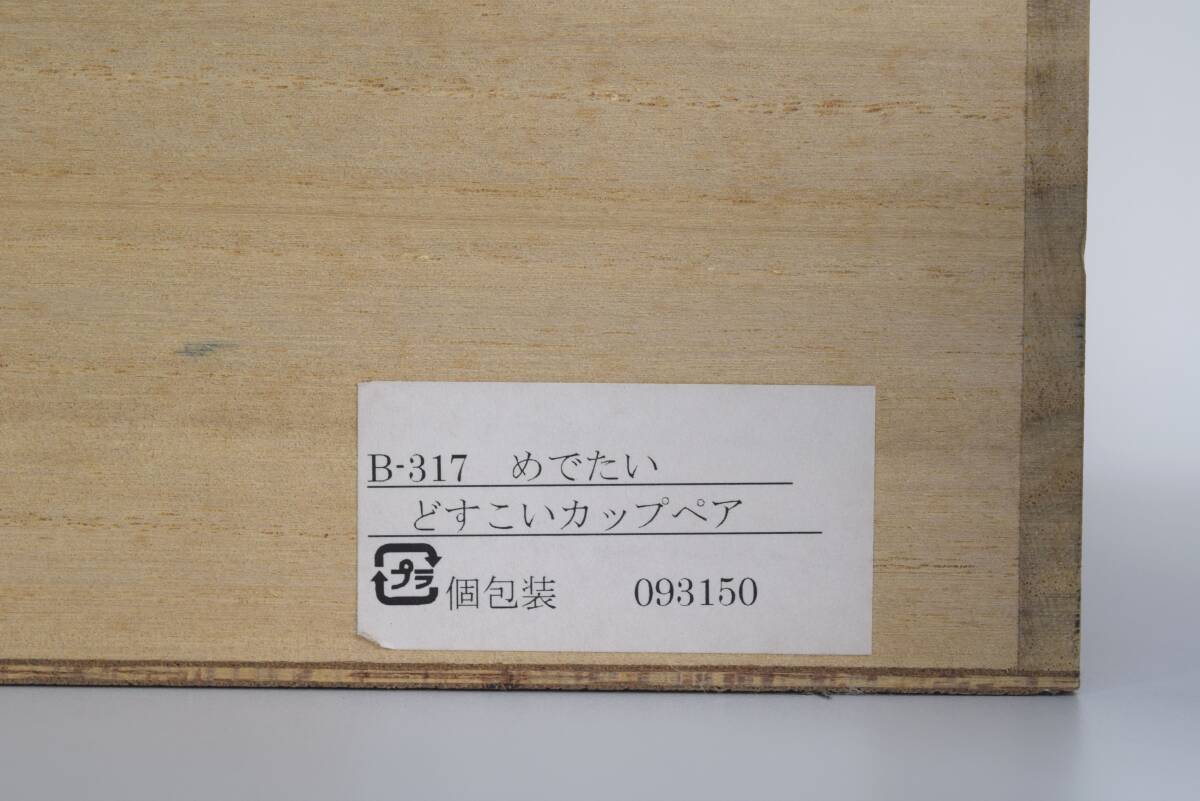 B-317　めでたい
どすこいカップペア
プラ 個包装　　093150